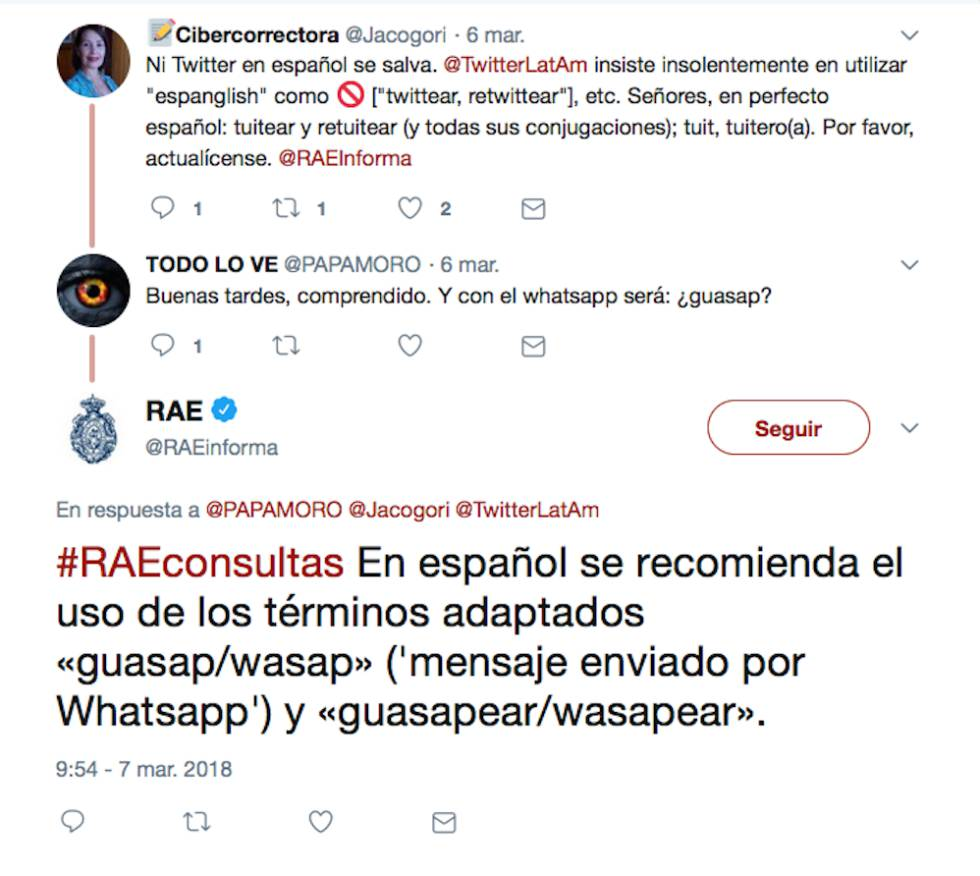 Cibercorrectora @Jacogori · 6 mar.
Ni Twitter en español se salva. @TwitterLatAm insiste insolentemente en utilizar
"espanglish" como 🚫 ["twittear, retwittear"], etc. Señores, en perfecto
español: tuitear y retuitear (y todas sus conjugaciones); tuit, tuitero(a). Por favor,
actualícense. @RAEInforma
1 1 2
TODO LO VE @PAPAMORO · 6 mar.
Buenas tardes, comprendido. Y con el whatsapp será: ¿guasap?
1
RAE
@RAEinforma
Seguir
En respuesta a @PAPAMORO @Jacogori @TwitterLatAm
#RAEconsultas En español se recomienda el
uso de los términos adaptados
«guasap/wasap» ('mensaje enviado por
Whatsapp') y «guasapear/wasapear».
9:54 - 7 mar. 2018